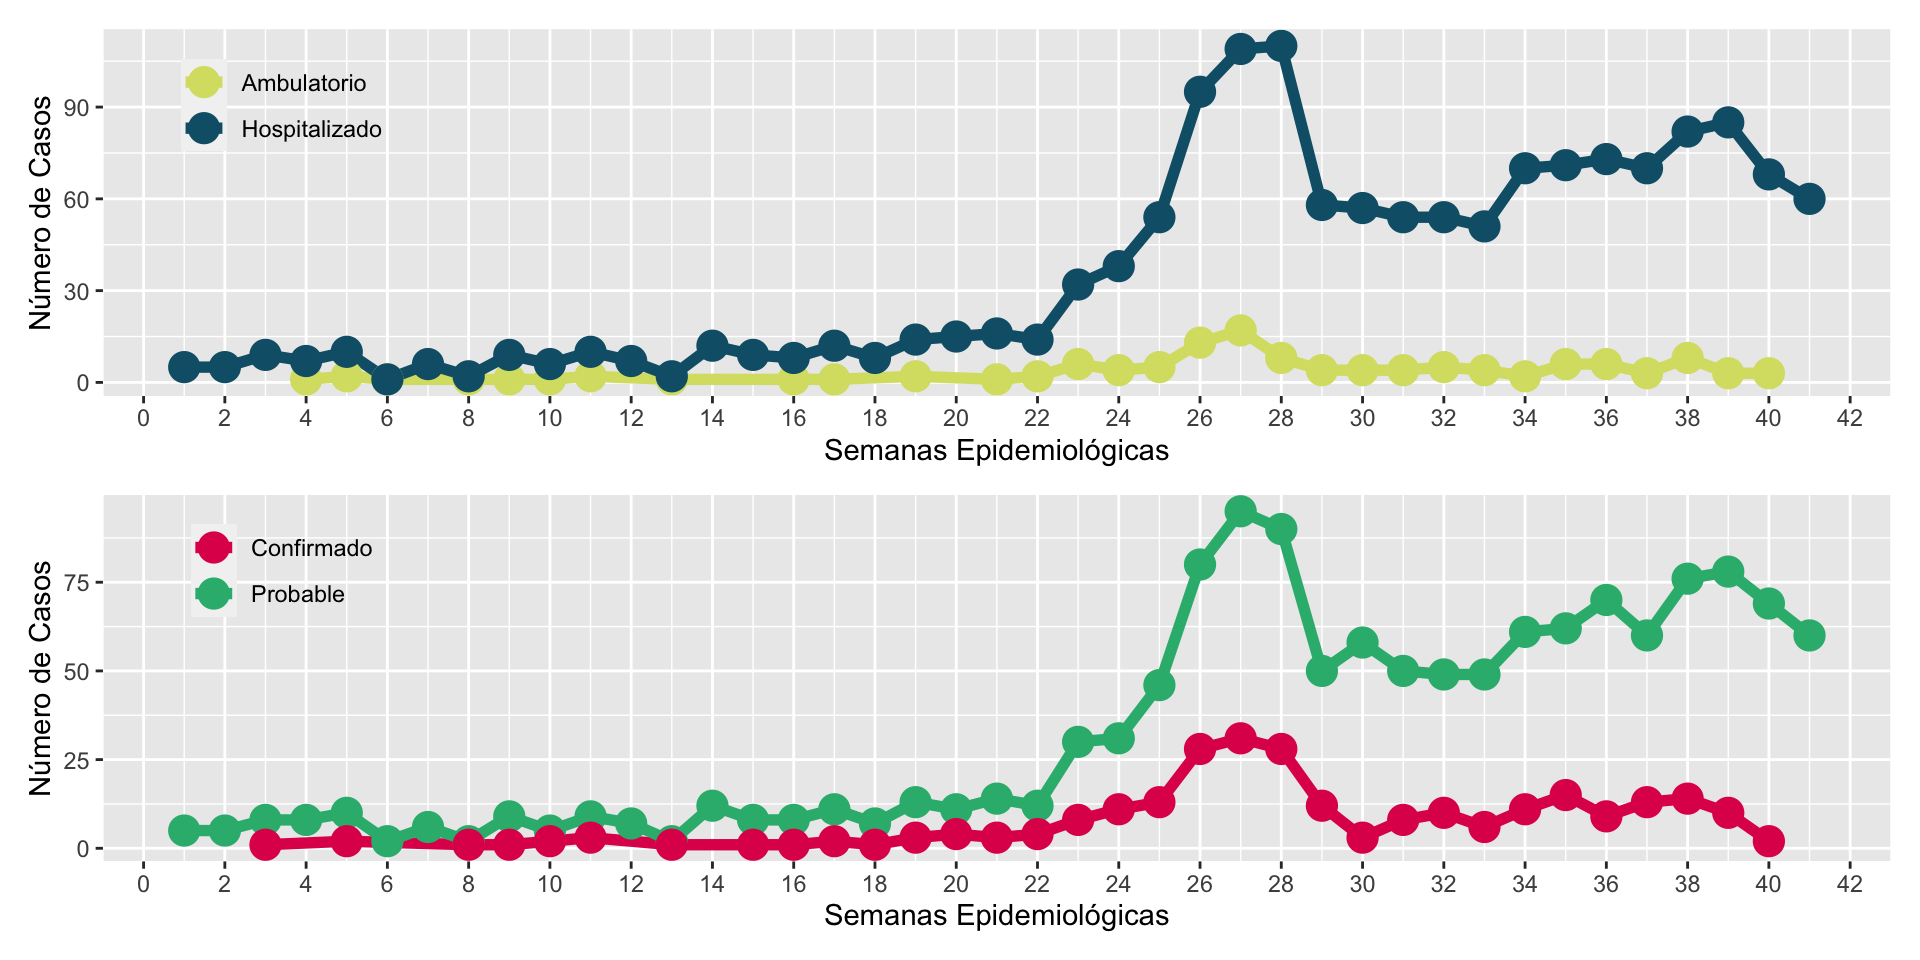 Ambulatorio
Hospitalizado
Número de Casos
90
60
30
0
0 2 4 6 8 10 12 14 16 18 20 22 24 26 28 30 32 34 36 38 40 42
Semanas Epidemiológicas
Confirmado
Probable
Número de Casos
75
50
25
0
0 2 4 6 8 10 12 14 16 18 20 22 24 26 28 30 32 34 36 38 40 42
Semanas Epidemiológicas